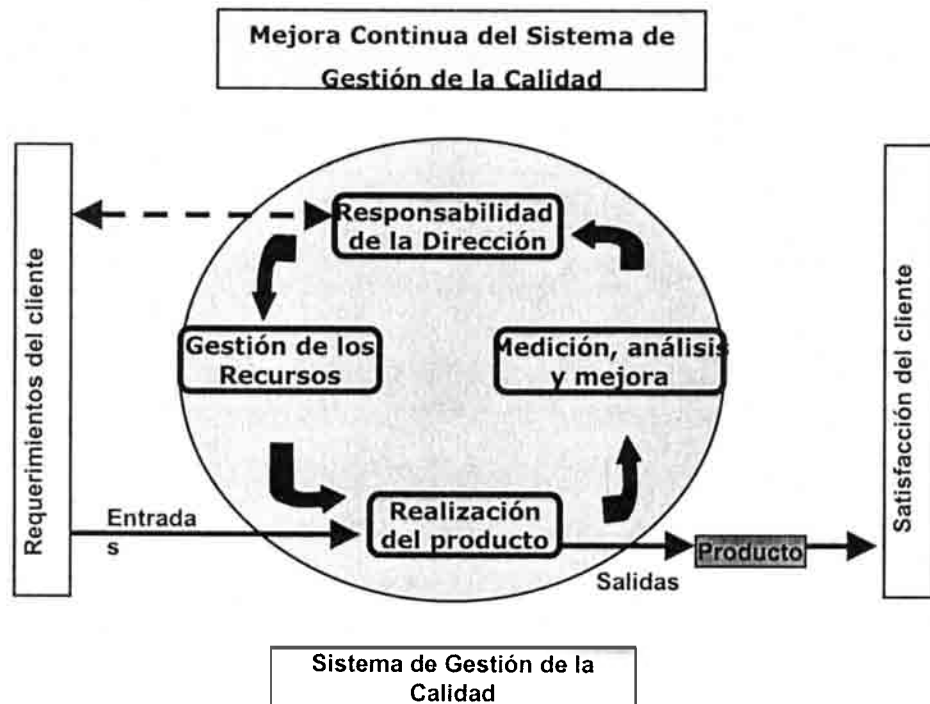 Mejora Continua del Sistema de
Gestión de la Calidad
Requerimientos del cliente
Responsabilidad
de la Dirección
Gestión de los
Recursos
Medición, análisis
y mejora
Entrada
s
Realización
del producto
Salidas
Producto
Satisfacción del cliente
Sistema de Gestión de la
Calidad